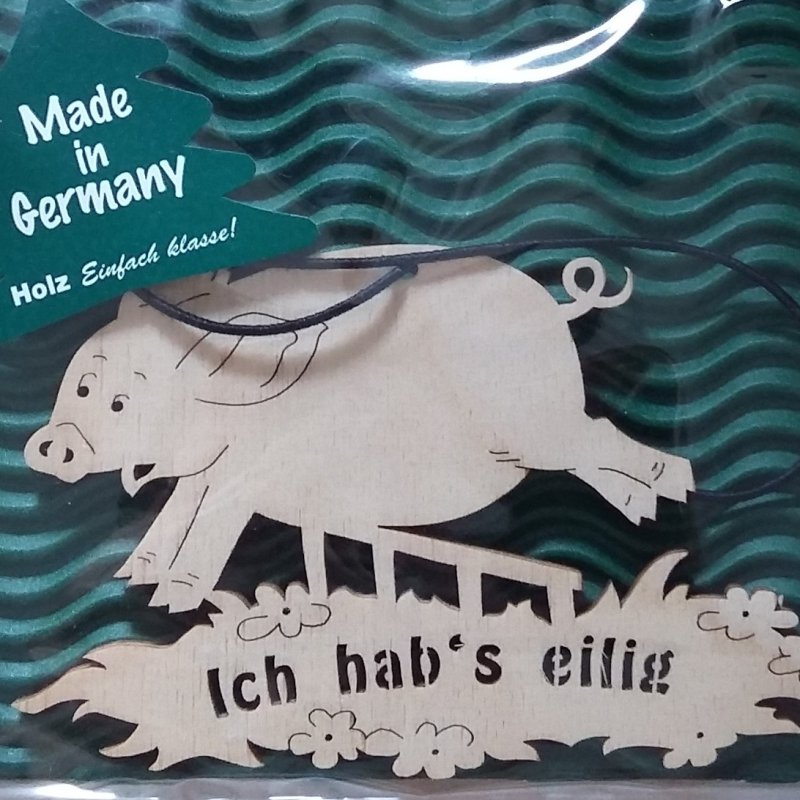 Made
in
Germany
Holz Einfach klasse!
Ich hab's eilig